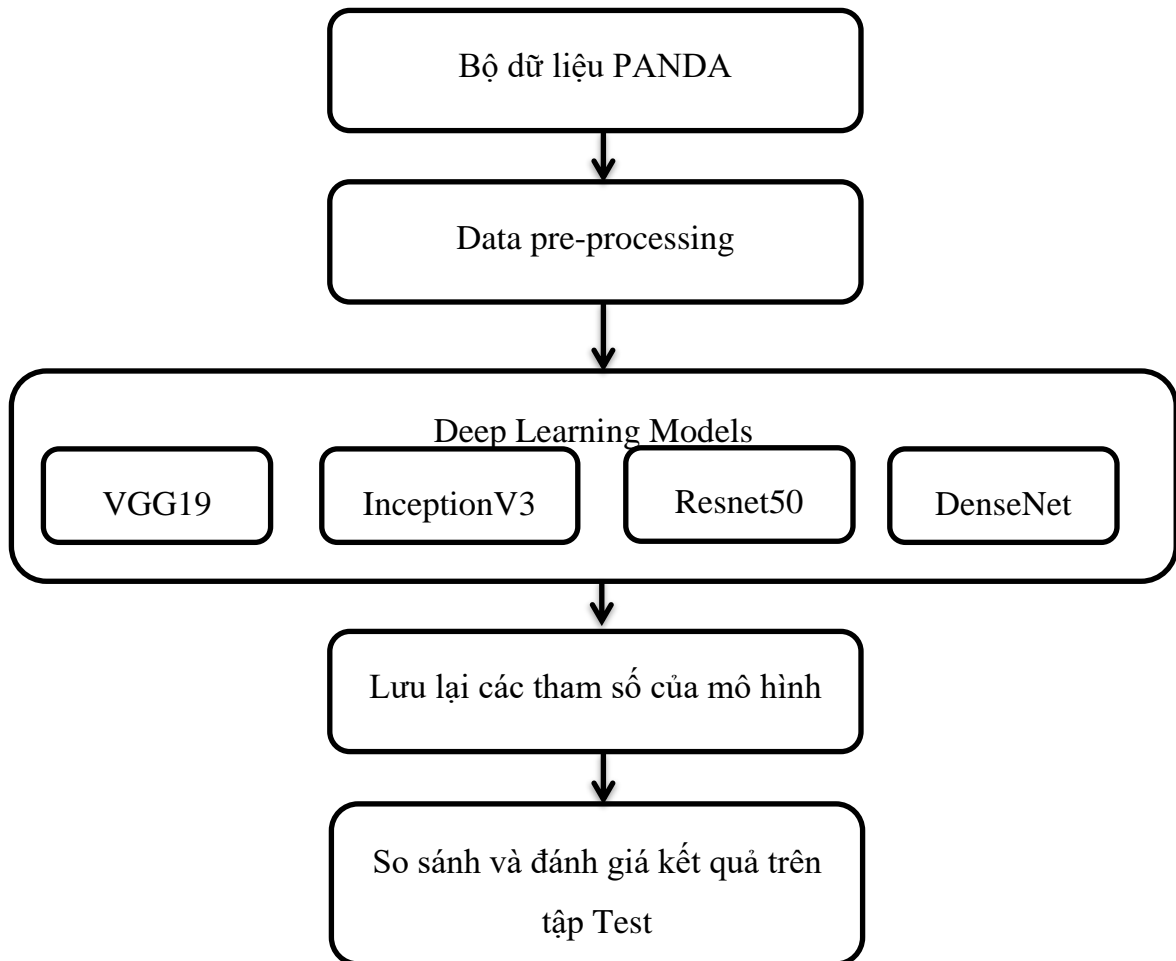 Bộ dữ liệu PANDA
Data pre-processing
Deep Learning Models
VGG19
InceptionV3
Resnet50
DenseNet
Lưu lại các tham số của mô hình
So sánh và đánh giá kết quả trên
tập Test